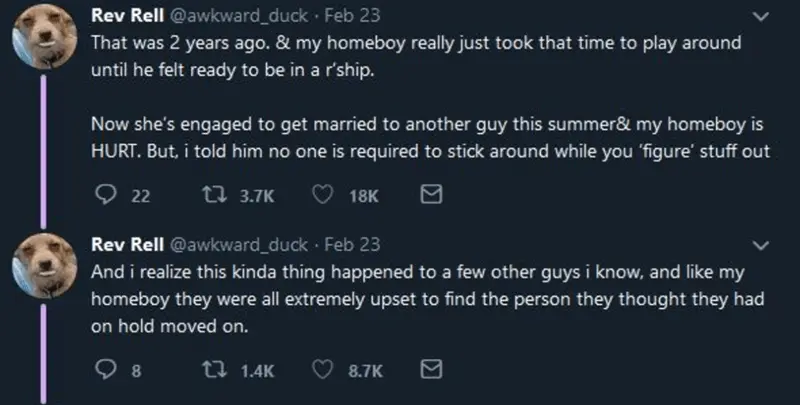 Rev Rell @awkward_duck · Feb 23
That was 2 years ago. & my homeboy really just took that time to play around
until he felt ready to be in a r'ship.
Now she's engaged to get married to another guy this summer& my homeboy is
HURT. But, i told him no one is required to stick around while you 'figure' stuff out
22 3.7K 18K
Rev Rell @awkward_duck · Feb 23
And i realize this kinda thing happened to a few other guys i know, and like my
homeboy they were all extremely upset to find the person they thought they had
on hold moved on.
8 1.4K 8.7K